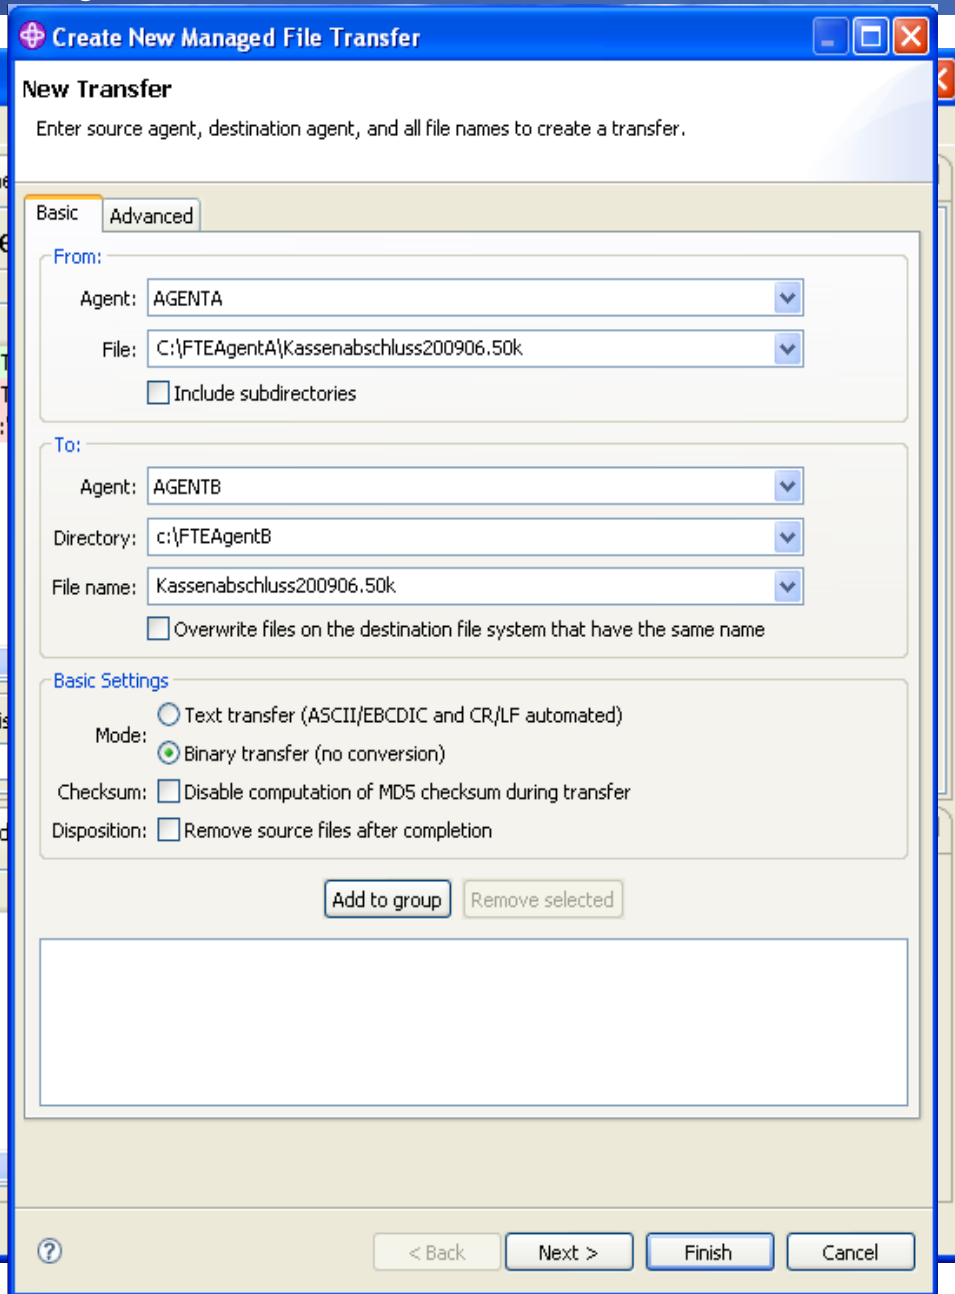 Create New Managed File Transfer
New Transfer
Enter source agent, destination agent, and all file names to create a transfer.
Basic
Advanced
From:
Agent: AGENTA
File: C:\FTEAgentA\Kassenabschluss200906.50k
Include subdirectories
To:
Agent: AGENTB
Directory: c:\FTEAgentB
File name: Kassenabschluss200906.50k
Overwrite files on the destination file system that have the same name
Basic Settings
Mode:
Text transfer (ASCII/EBCDIC and CR/LF automated)
Binary transfer (no conversion)
Checksum: Disable computation of MD5 checksum during transfer
Disposition: Remove source files after completion
Add to group
Remove selected
< Back
Next >
Finish
Cancel